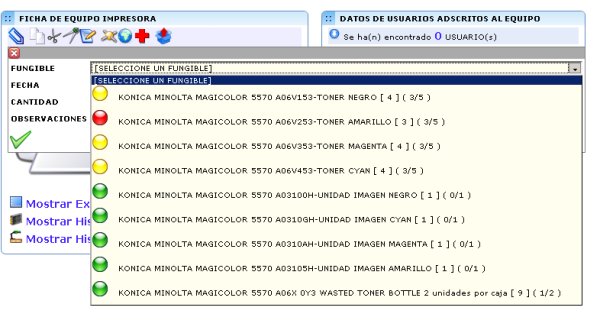 FICHA DE EQUIPO IMPRESORA
DATOS DE USUARIOS ADSCRITOS AL EQUIPO
Se ha(n) encontrado 0 USUARIO(s)
FUNGIBLE
[SELECCIONE UN FUNGIBLE]
[SELECCIONE UN FUNGIBLE]
FECHA
KONICA MINOLTA MAGICOLOR 5570 A06V153-TONER NEGRO [ 4 ] ( 3/5 )
CANTIDAD
OBSERVACIONES
KONICA MINOLTA MAGICOLOR 5570 A06V253-TONER AMARILLO [ 3 ] ( 3/5 )
KONICA MINOLTA MAGICOLOR 5570 A06V353-TONER MAGENTA [ 4 ] ( 3/5 )
KONICA MINOLTA MAGICOLOR 5570 A06V453-TONER CYAN [ 4 ] ( 3/5 )
KONICA MINOLTA MAGICOLOR 5570 A03100H-UNIDAD IMAGEN NEGRO [ 1 ] ( 0/1 )
Mostrar Ex
Mostrar His
KONICA MINOLTA MAGICOLOR 5570 A0310GH-UNIDAD IMAGEN CYAN [ 1 ] ( 0/1 )
Mostrar His
KONICA MINOLTA MAGICOLOR 5570 A0310AH-UNIDAD IMAGEN MAGENTA [ 1 ] ( 0/1 )
KONICA MINOLTA MAGICOLOR 5570 A03105H-UNIDAD IMAGEN AMARILLO [ 1 ] ( 0/1 )
KONICA MINOLTA MAGICOLOR 5570 A06X 0Y3 WASTED TONER BOTTLE 2 unidades por caja [ 9 ] ( 1/2 )